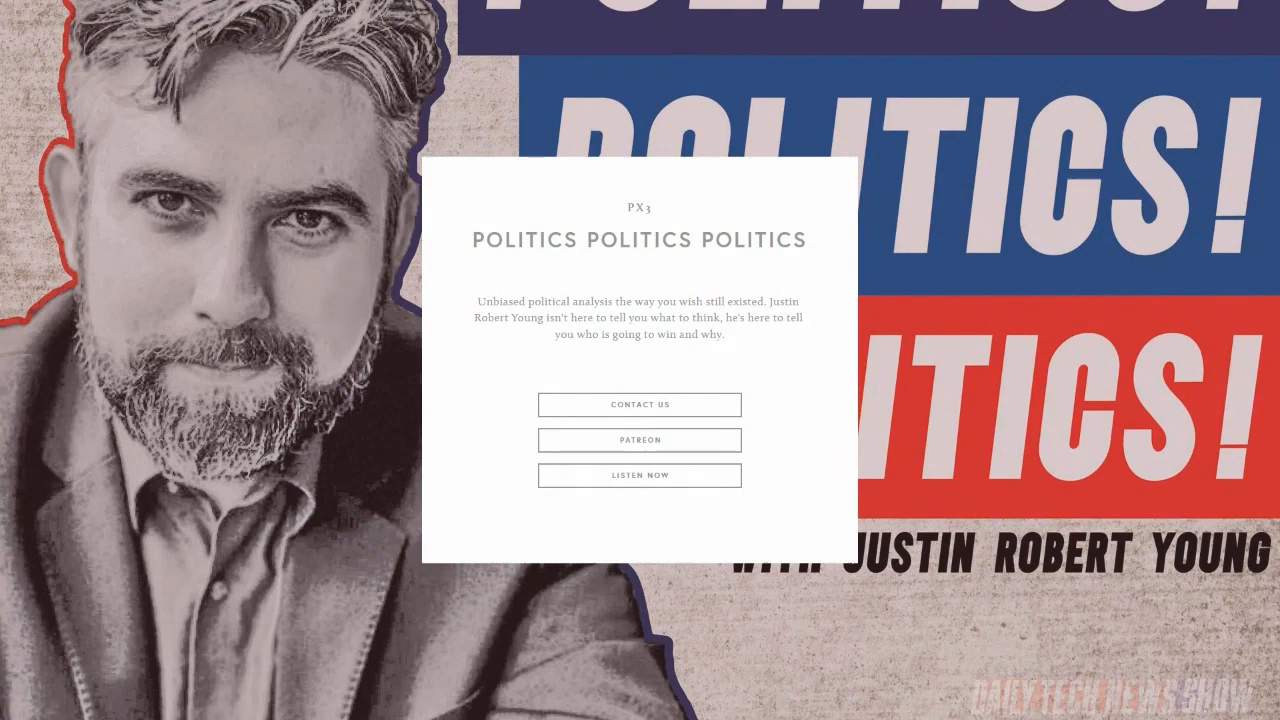 POLITICS!
POLITICS!
PX3
POLITICS POLITICS POLITICS
Unbiased political analysis the way you wish still existed. Justin
Robert Young isn't here to tell you what to think, he's here to tell
you who is going to win and why.
CONTACT US
PATREON
LISTEN NOW
ITICS!
WITH JUSTIN ROBERT YOUNG
DAILY TECH NEWS SHOW